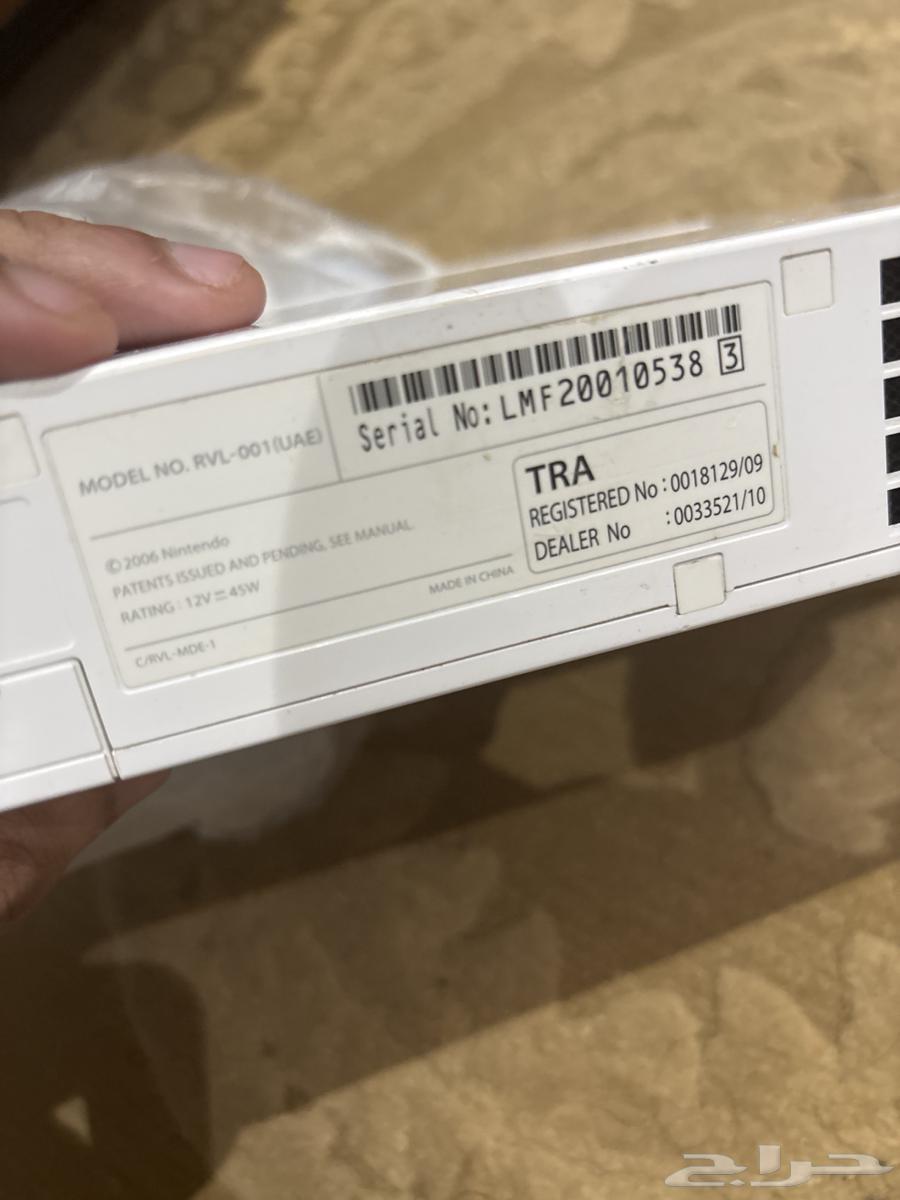 Serial No: LMF20010538 3
MODEL NO. RVL-001(UAE)
TRA
REGISTERED No : 0018129/09
DEALER No : 0033521/10
©2006 Nintendo
PATENTS ISSUED AND PENDING, SEE MANUAL.
RATING : 12V⎓45W
MADE IN CHINA
C/RVL-MDE-1
حراج